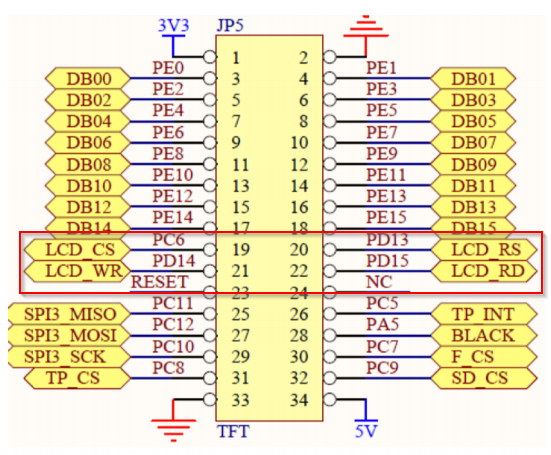 3V3 JP5
1 2
DB00 PE0 3 4 PE1 DB01
DB02 PE2 5 6 PE3 DB03
DB04 PE4 7 8 PE5 DB05
DB06 PE6 9 10 PE7 DB07
DB08 PE8 11 12 PE9 DB09
DB10 PE10 13 14 PE11 DB11
DB12 PE12 15 16 PE13 DB13
DB14 PE14 17 18 PE15 DB15
LCD_CS PC6 19 20 PD13 LCD_RS
LCD_WR PD14 21 22 PD15 LCD_RD
RESET 23 24 NC
SPI3_MISO PC11 25 26 PC5 TP_INT
SPI3_MOSI PC12 27 28 PA5 BLACK
SPI3_SCK PC10 29 30 PC7 F_CS
TP_CS PC8 31 32 PC9 SD_CS
33 34
TFT 5V